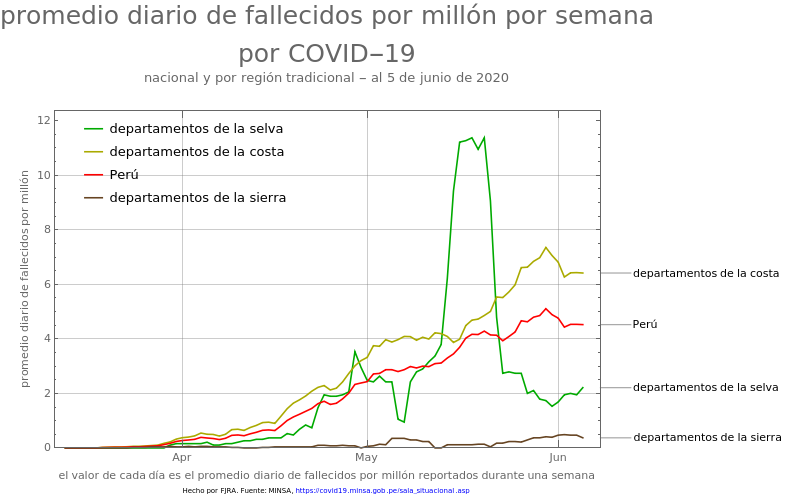 promedio diario de fallecidos por millón por semana
por COVID−19
nacional y por región tradicional − al 5 de junio de 2020
departamentos de la selva
departamentos de la costa
Perú
departamentos de la sierra
promedio diario de fallecidos por millón
12
10
8
6
4
2
0
Apr
May
Jun
departamentos de la costa
Perú
departamentos de la selva
departamentos de la sierra
el valor de cada día es el promedio diario de fallecidos por millón reportados durante una semana
Hecho por FJRA. Fuente: MINSA, https://covid19.minsa.gob.pe/sala_situacional.asp